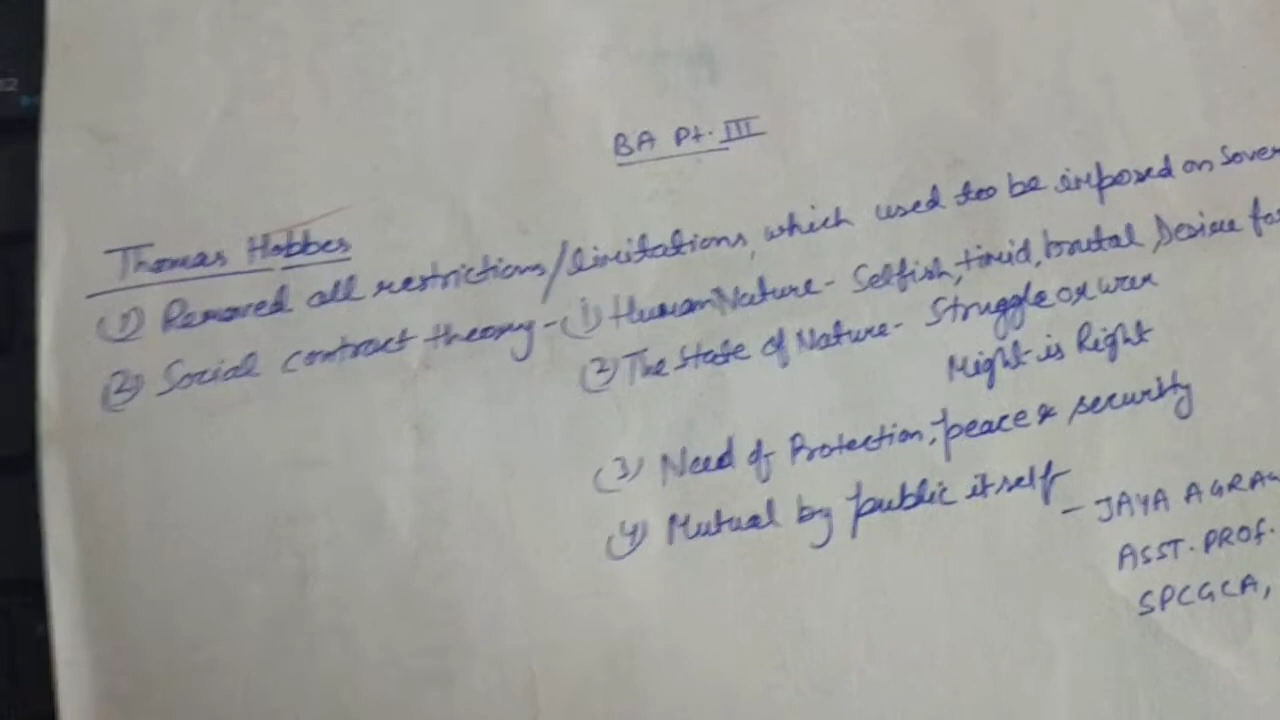 BA Pt. III
Thomas Hobbes
(1) Removed all restrictions/limitations, which used too be imposed on Sover
(2) Social contract theory - (1) Human Nature - Selfish, timid, brutal, Desire fo
(2) The State of Nature - Struggle or war
Might is Right
(3) Need of Protection, peace & security
(4) Mutual by public itself
- JAYA AGRAW
ASST. PROF.
SPCGCA,